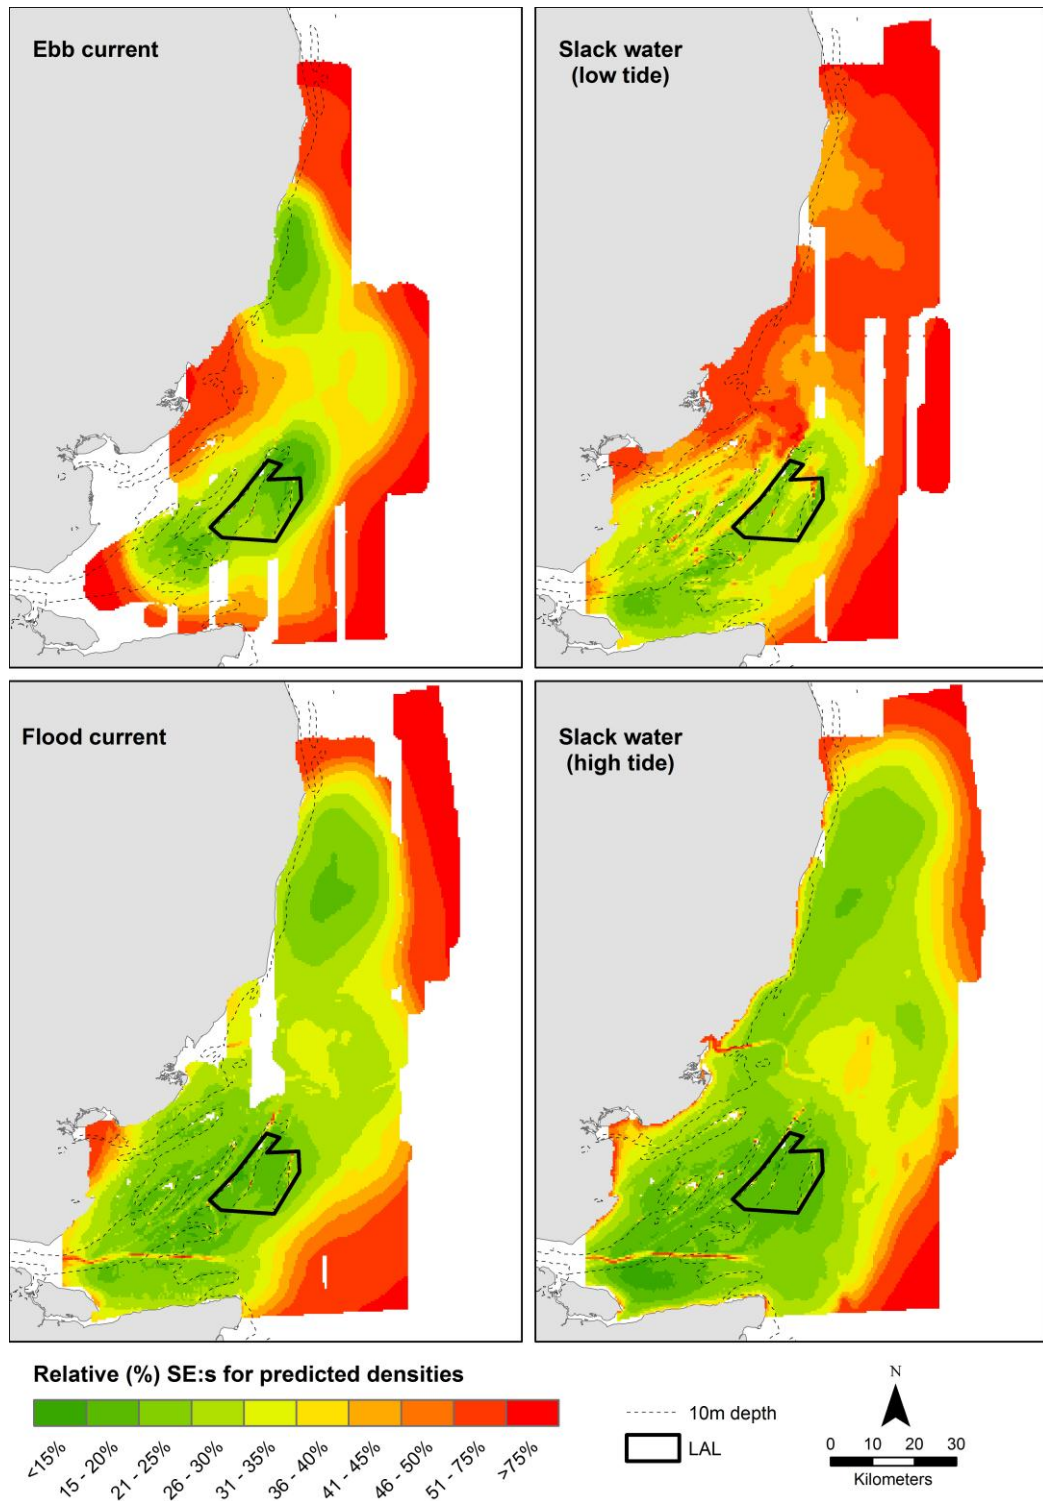 Ebb current
Slack water
(low tide)
Flood current
Slack water
(high tide)
Relative (%) SE:s for predicted densities
<15%
15 - 20%
21 - 25%
26 - 30%
31 - 35%
36 - 40%
41 - 45%
46 - 50%
51 - 75%
>75%
10m depth
LAL
N
0 10 20 30
Kilometers